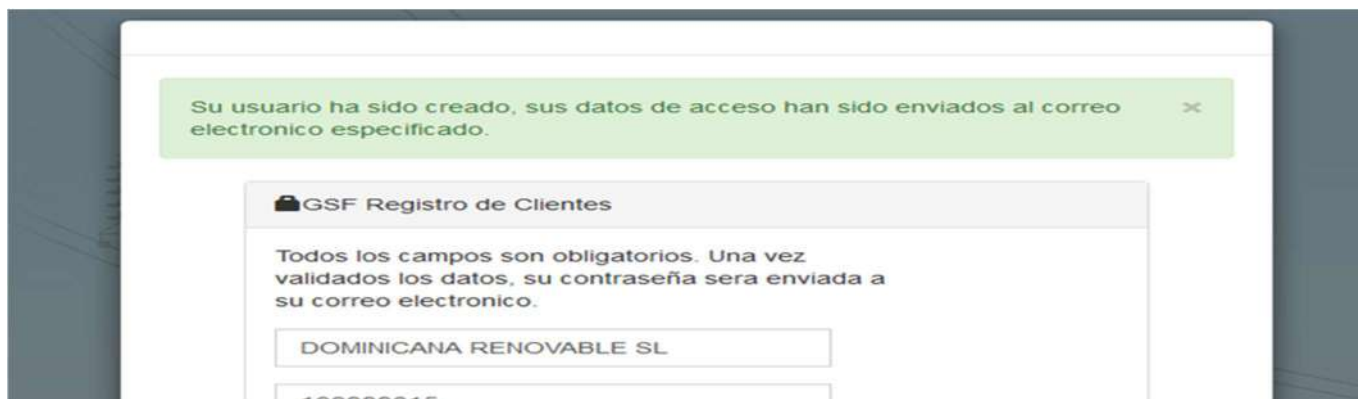 Su usuario ha sido creado, sus datos de acceso han sido enviados al correo
electronico especificado.
×
GSF Registro de Clientes
Todos los campos son obligatorios. Una vez
validados los datos, su contraseña sera enviada a
su correo electronico.
DOMINICANA RENOVABLE SL